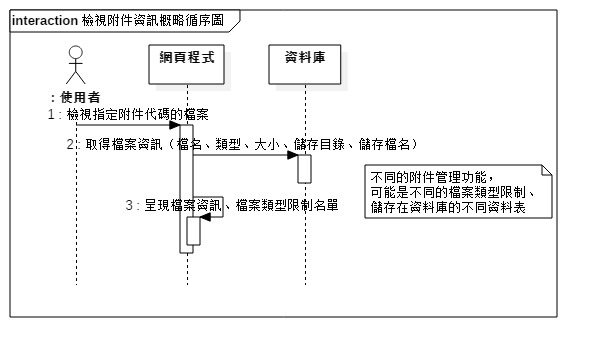 interaction 檢視附件資訊概略循序圖
網頁程式
資料庫
: 使用者
1 : 檢視指定附件代碼的檔案
2 : 取得檔案資訊（檔名、類型、大小、儲存目錄、儲存檔名）
不同的附件管理功能，
可能是不同的檔案類型限制、
儲存在資料庫的不同資料表
3 : 呈現檔案資訊、檔案類型限制名單